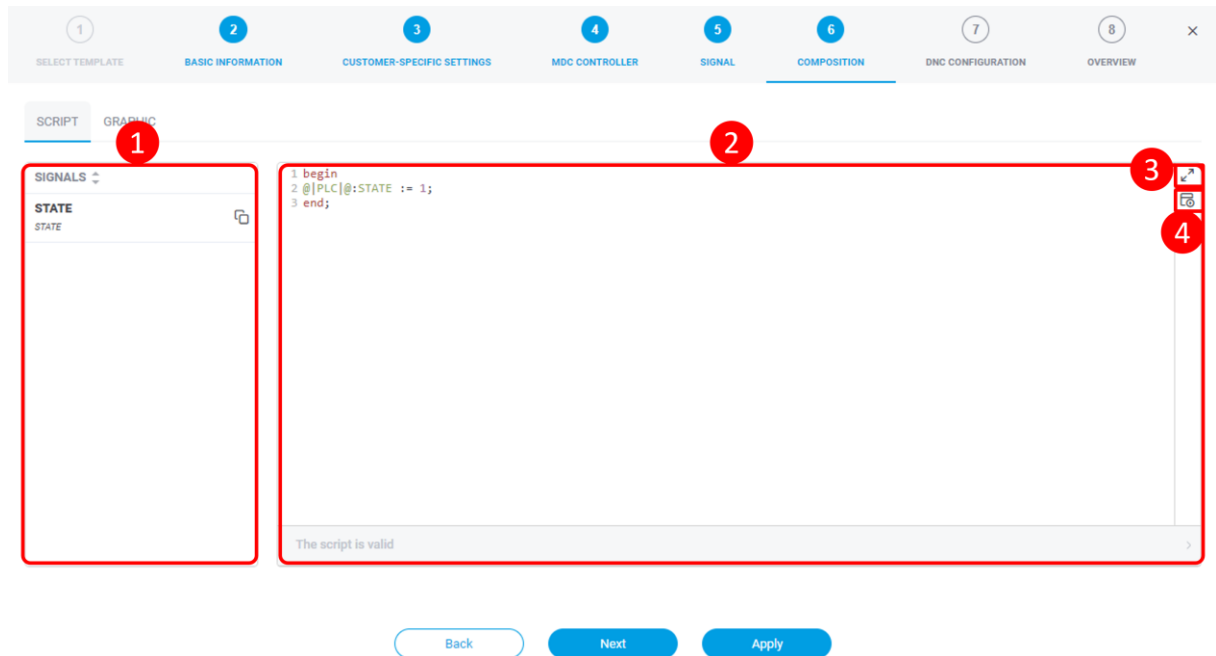 1 2 3 4 5 6 7 8
SELECT TEMPLATE BASIC INFORMATION CUSTOMER-SPECIFIC SETTINGS MDC CONTROLLER SIGNAL COMPOSITION DNC CONFIGURATION OVERVIEW
SCRIPT GRAPHIC
1 2
SIGNALS
STATE
STATE
1 begin
2 @|PLC|@:STATE := 1;
3 end;
3
4
The script is valid
Back Next Apply